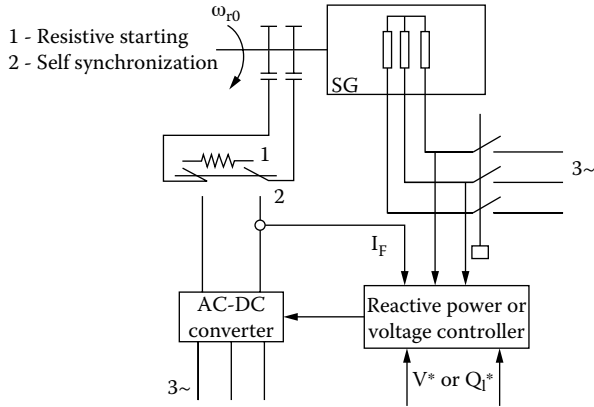 ω_r0
1 - Resistive starting
2 - Self synchronization
SG
1
2
3~
I_F
AC-DC
converter
Reactive power or
voltage controller
3~
V* or Q_l*